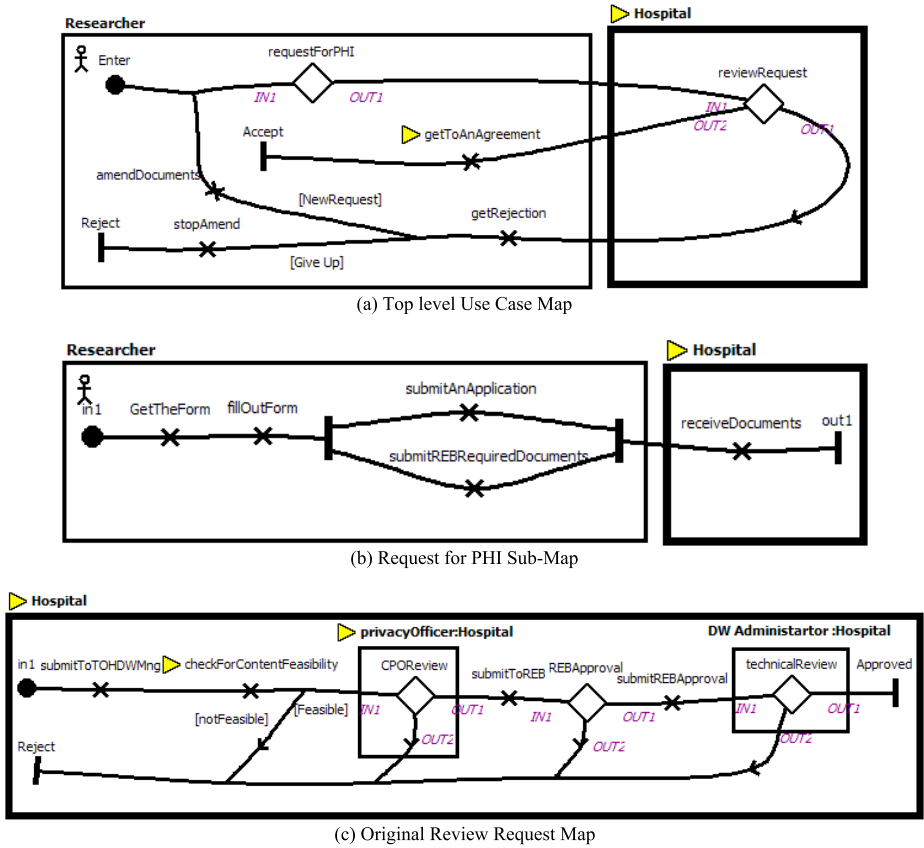 Researcher
Hospital
Enter
requestForPHI
reviewRequest
IN1
OUT1
IN1
OUT2
OUT1
Accept
getToAnAgreement
amendDocuments
[NewRequest]
Reject
stopAmend
getRejection
[Give Up]
(a) Top level Use Case Map
Researcher
Hospital
in1
GetTheForm
fillOutForm
submitAnApplication
submitREBRequiredDocuments
receiveDocuments
out1
(b) Request for PHI Sub-Map
Hospital
privacyOfficer:Hospital
DW Administartor :Hospital
in1
submitToTOHDWMng
checkForContentFeasibility
CPOReview
submitToREB
REBApproval
submitREBApproval
technicalReview
Approved
[notFeasible]
[Feasible]
IN1
OUT1
OUT2
IN1
OUT1
OUT2
IN1
OUT1
OUT2
Reject
(c) Original Review Request Map